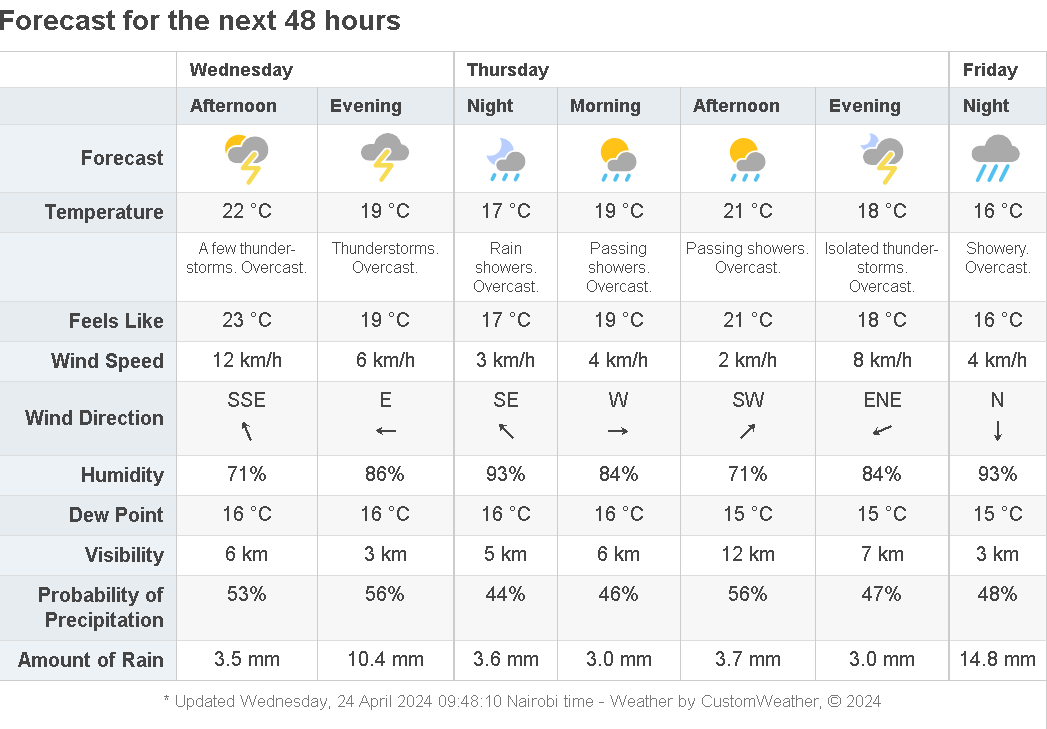 Forecast for the next 48 hours
Wednesday Thursday Friday
Afternoon Evening Night Morning Afternoon Evening Night
Forecast
Temperature 22 °C 19 °C 17 °C 19 °C 21 °C 18 °C 16 °C
A few thunder- Thunderstorms. Rain Passing Passing showers. Isolated thunder- Showery.
storms. Overcast. Overcast. showers. showers. Overcast. storms. Overcast.
Overcast. Overcast. Overcast.
Feels Like 23 °C 19 °C 17 °C 19 °C 21 °C 18 °C 16 °C
Wind Speed 12 km/h 6 km/h 3 km/h 4 km/h 2 km/h 8 km/h 4 km/h
Wind Direction SSE E SE W SW ENE N
↑ ← ↖ → ↗ ← ↓
Humidity 71% 86% 93% 84% 71% 84% 93%
Dew Point 16 °C 16 °C 16 °C 16 °C 15 °C 15 °C 15 °C
Visibility 6 km 3 km 5 km 6 km 12 km 7 km 3 km
Probability of 53% 56% 44% 46% 56% 47% 48%
Precipitation
Amount of Rain 3.5 mm 10.4 mm 3.6 mm 3.0 mm 3.7 mm 3.0 mm 14.8 mm
* Updated Wednesday, 24 April 2024 09:48:10 Nairobi time - Weather by CustomWeather, © 2024